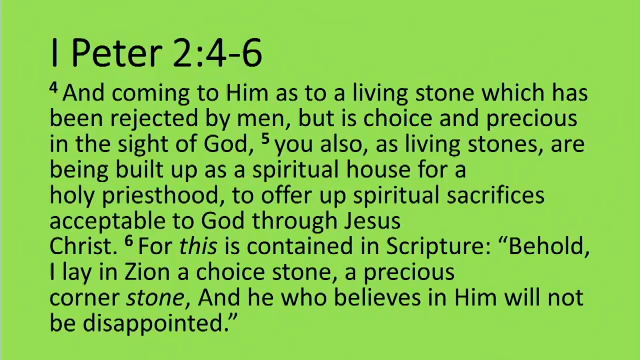 I Peter 2:4-6
4 And coming to Him as to a living stone which has
been rejected by men, but is choice and precious
in the sight of God, 5 you also, as living stones, are
being built up as a spiritual house for a
holy priesthood, to offer up spiritual sacrifices
acceptable to God through Jesus
Christ. 6 For this is contained in Scripture: “Behold,
I lay in Zion a choice stone, a precious
corner stone, And he who believes in Him will not
be disappointed.”